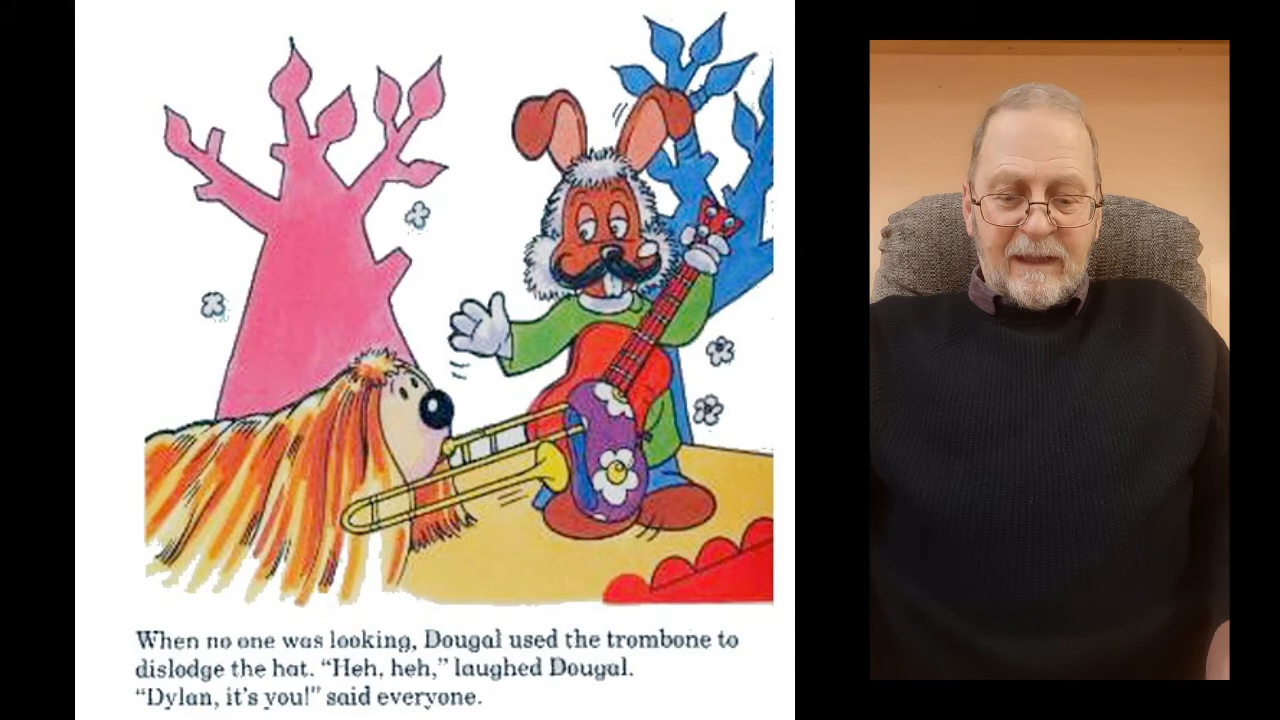 When no one was looking, Dougal used the trombone to
dislodge the hat. “Heh, heh,” laughed Dougal.
“Dylan, it’s you!” said everyone.